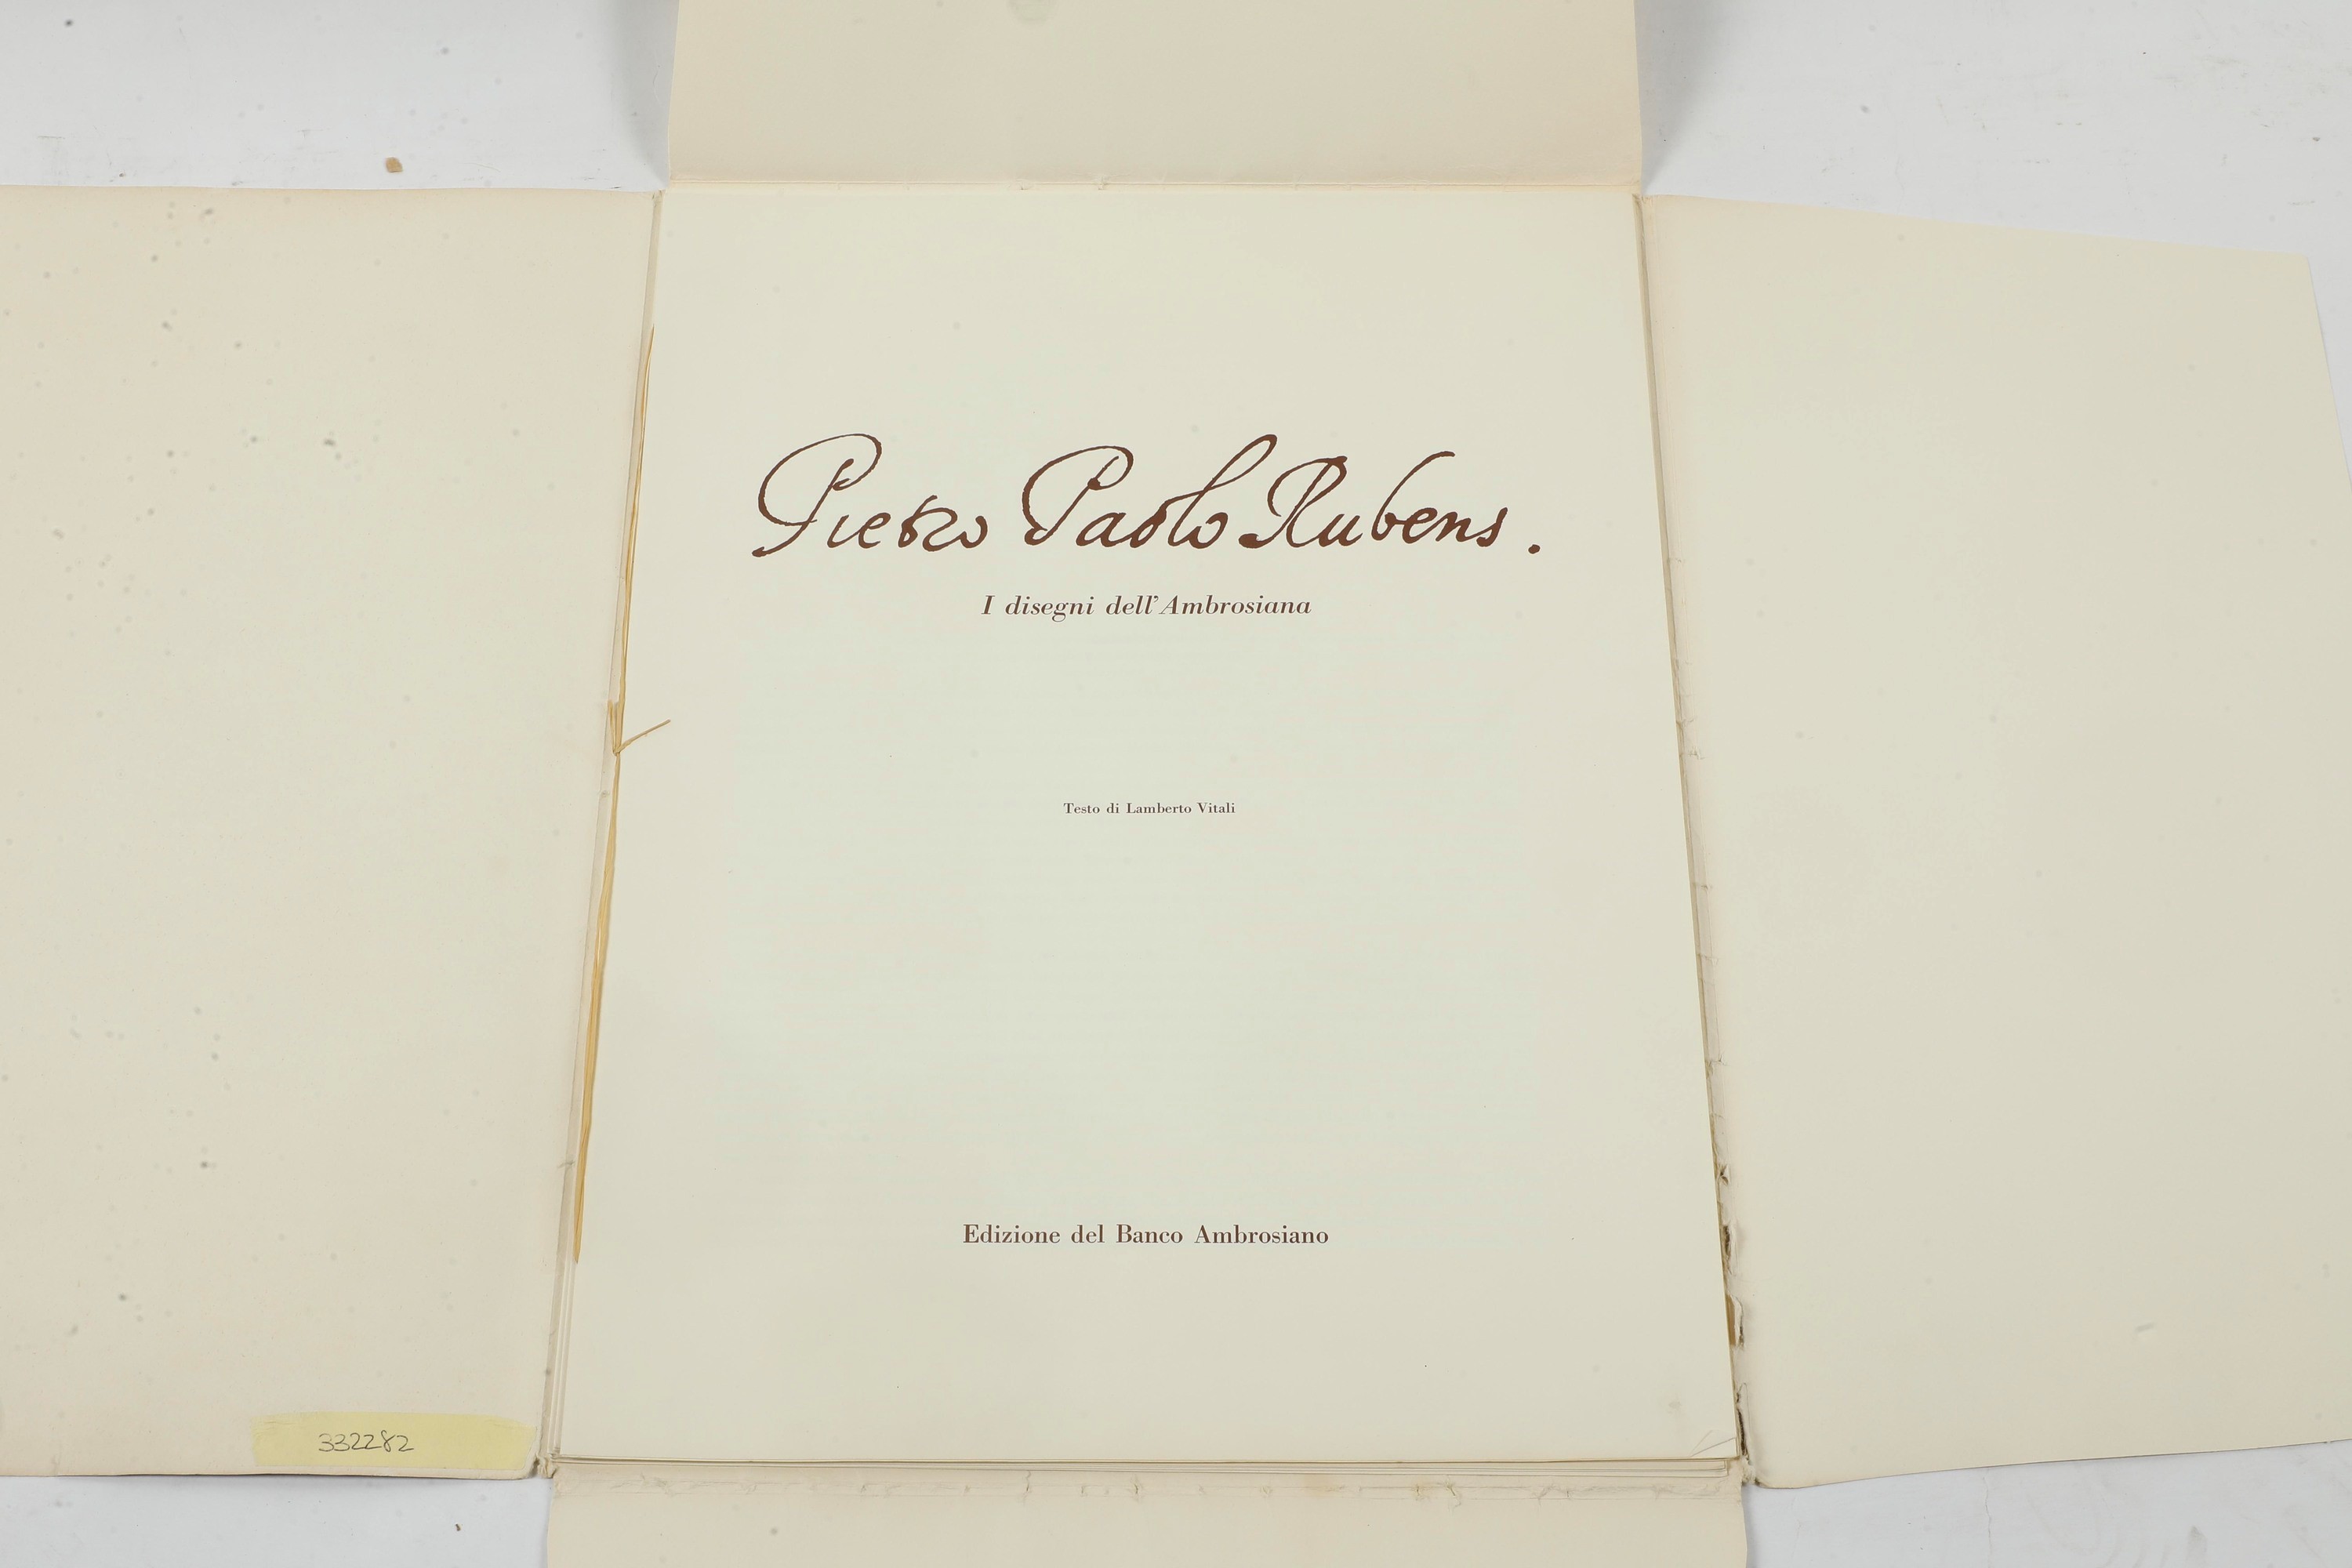 Pietro Paolo Rubens.
I disegni dell'Ambrosiana
Testo di Lamberto Vitali
Edizione del Banco Ambrosiano
332282